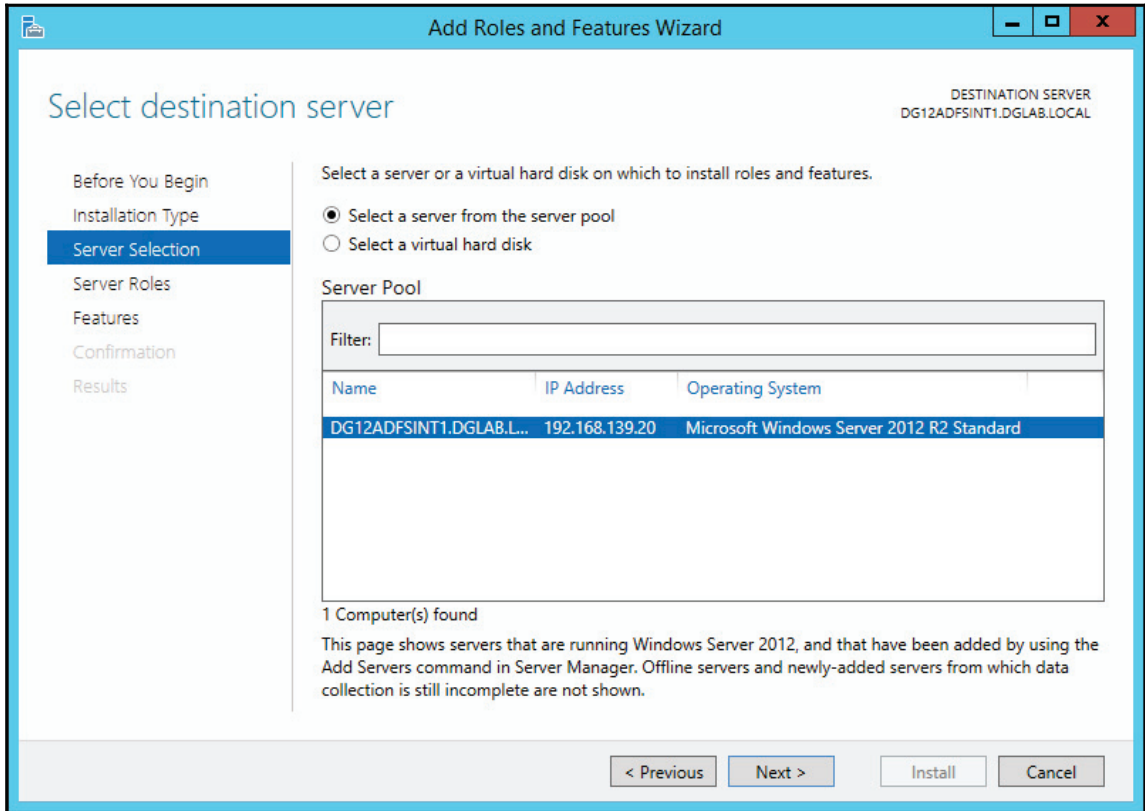 Add Roles and Features Wizard
Select destination server
DESTINATION SERVER
DG12ADFSINT1.DGLAB.LOCAL
Before You Begin
Installation Type
Server Selection
Server Roles
Features
Confirmation
Results
Select a server or a virtual hard disk on which to install roles and features.
Select a server from the server pool
Select a virtual hard disk
Server Pool
Filter:
Name IP Address Operating System
DG12ADFSINT1.DGLAB.L... 192.168.139.20 Microsoft Windows Server 2012 R2 Standard
1 Computer(s) found
This page shows servers that are running Windows Server 2012, and that have been added by using the
Add Servers command in Server Manager. Offline servers and newly-added servers from which data
collection is still incomplete are not shown.
< Previous Next > Install Cancel